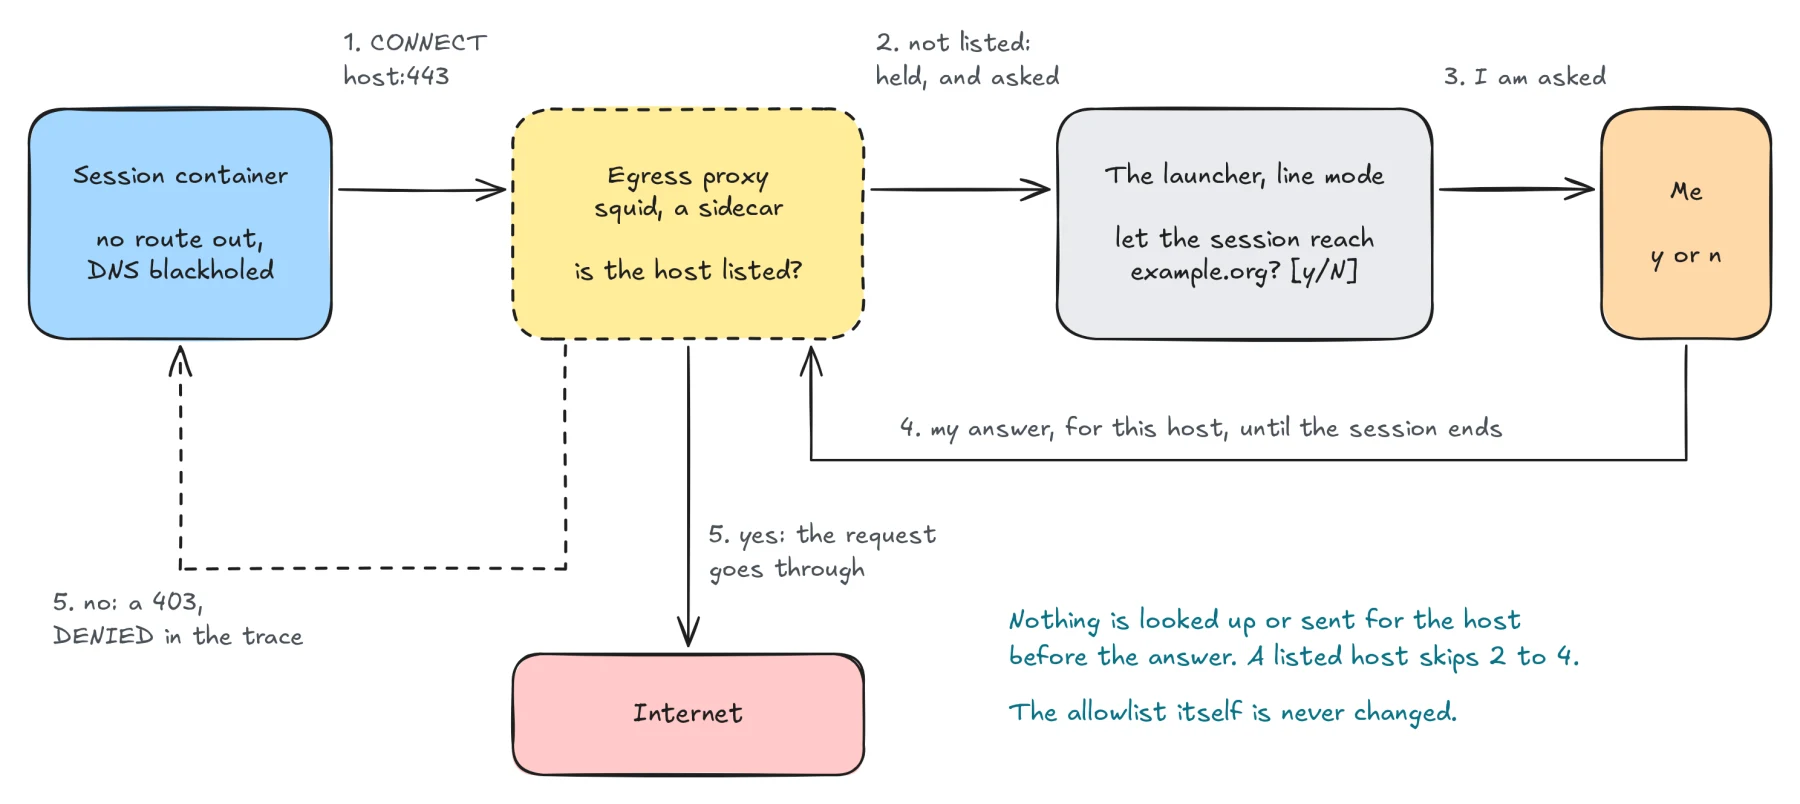 1. CONNECT
host:443
2. not listed:
held, and asked
3. I am asked
Session container
no route out,
DNS blackholed
Egress proxy
squid, a sidecar
is the host listed?
The launcher, line mode
let the session reach
example.org? [y/N]
Me
y or n
4. my answer, for this host, until the session ends
5. yes: the request
goes through
5. no: a 403,
DENIED in the trace
Internet
Nothing is looked up or sent for the host
before the answer. A listed host skips 2 to 4.
The allowlist itself is never changed.